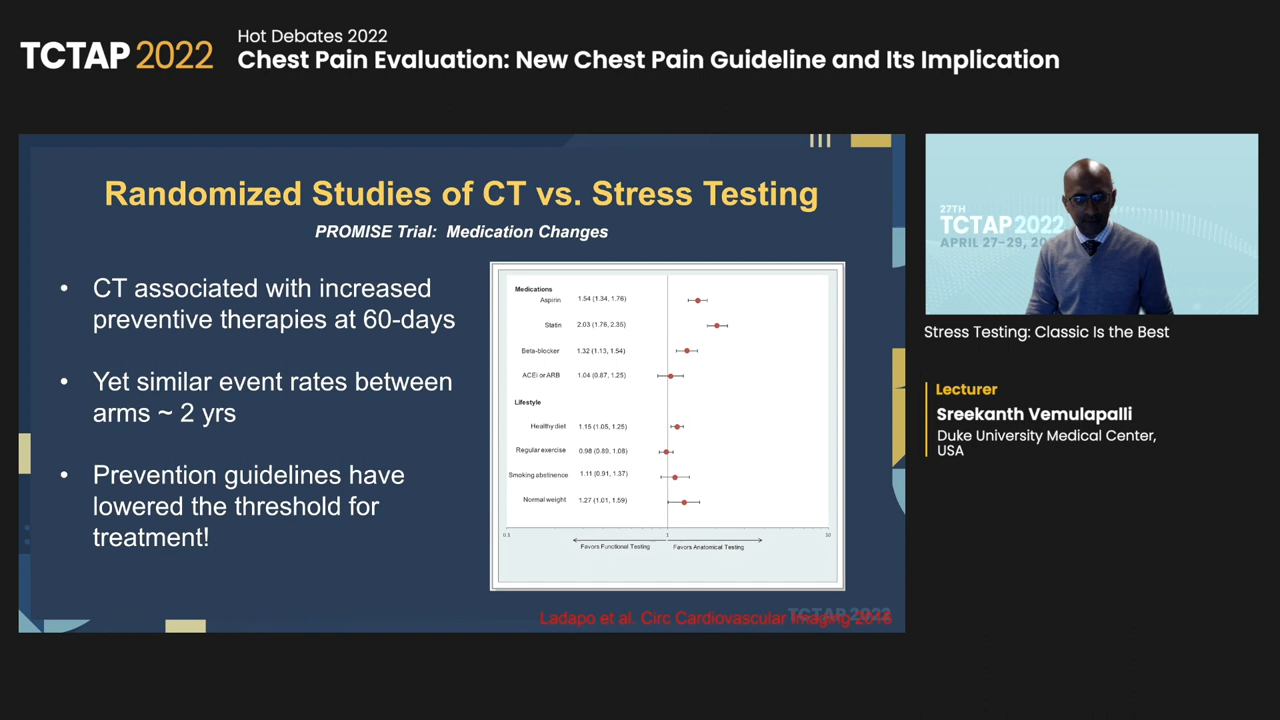 TCTAP 2022
Hot Debates 2022
Chest Pain Evaluation: New Chest Pain Guideline and Its Implication
Randomized Studies of CT vs. Stress Testing
PROMISE Trial: Medication Changes
• CT associated with increased
preventive therapies at 60-days
• Yet similar event rates between
arms ~ 2 yrs
• Prevention guidelines have
lowered the threshold for
treatment!
Medications
Aspirin 1.54 (1.34, 1.76)
Statin 2.03 (1.76, 2.35)
Beta-blocker 1.32 (1.13, 1.54)
ACEi or ARB 1.04 (0.87, 1.25)
Lifestyle
Healthy diet 1.15 (1.05, 1.25)
Regular exercise 0.98 (0.89, 1.08)
Smoking abstinence 1.11 (0.91, 1.37)
Normal weight 1.27 (1.01, 1.59)
0.1 1 10
Favors Functional Testing Favors Anatomical Testing
TCTAP 2022
Ladapo et al. Circ Cardiovascular Imaging 2016
27TH
TCTAP 2022
APRIL 27-29, 20
Stress Testing: Classic Is the Best
Lecturer
Sreekanth Vemulapalli
Duke University Medical Center,
USA